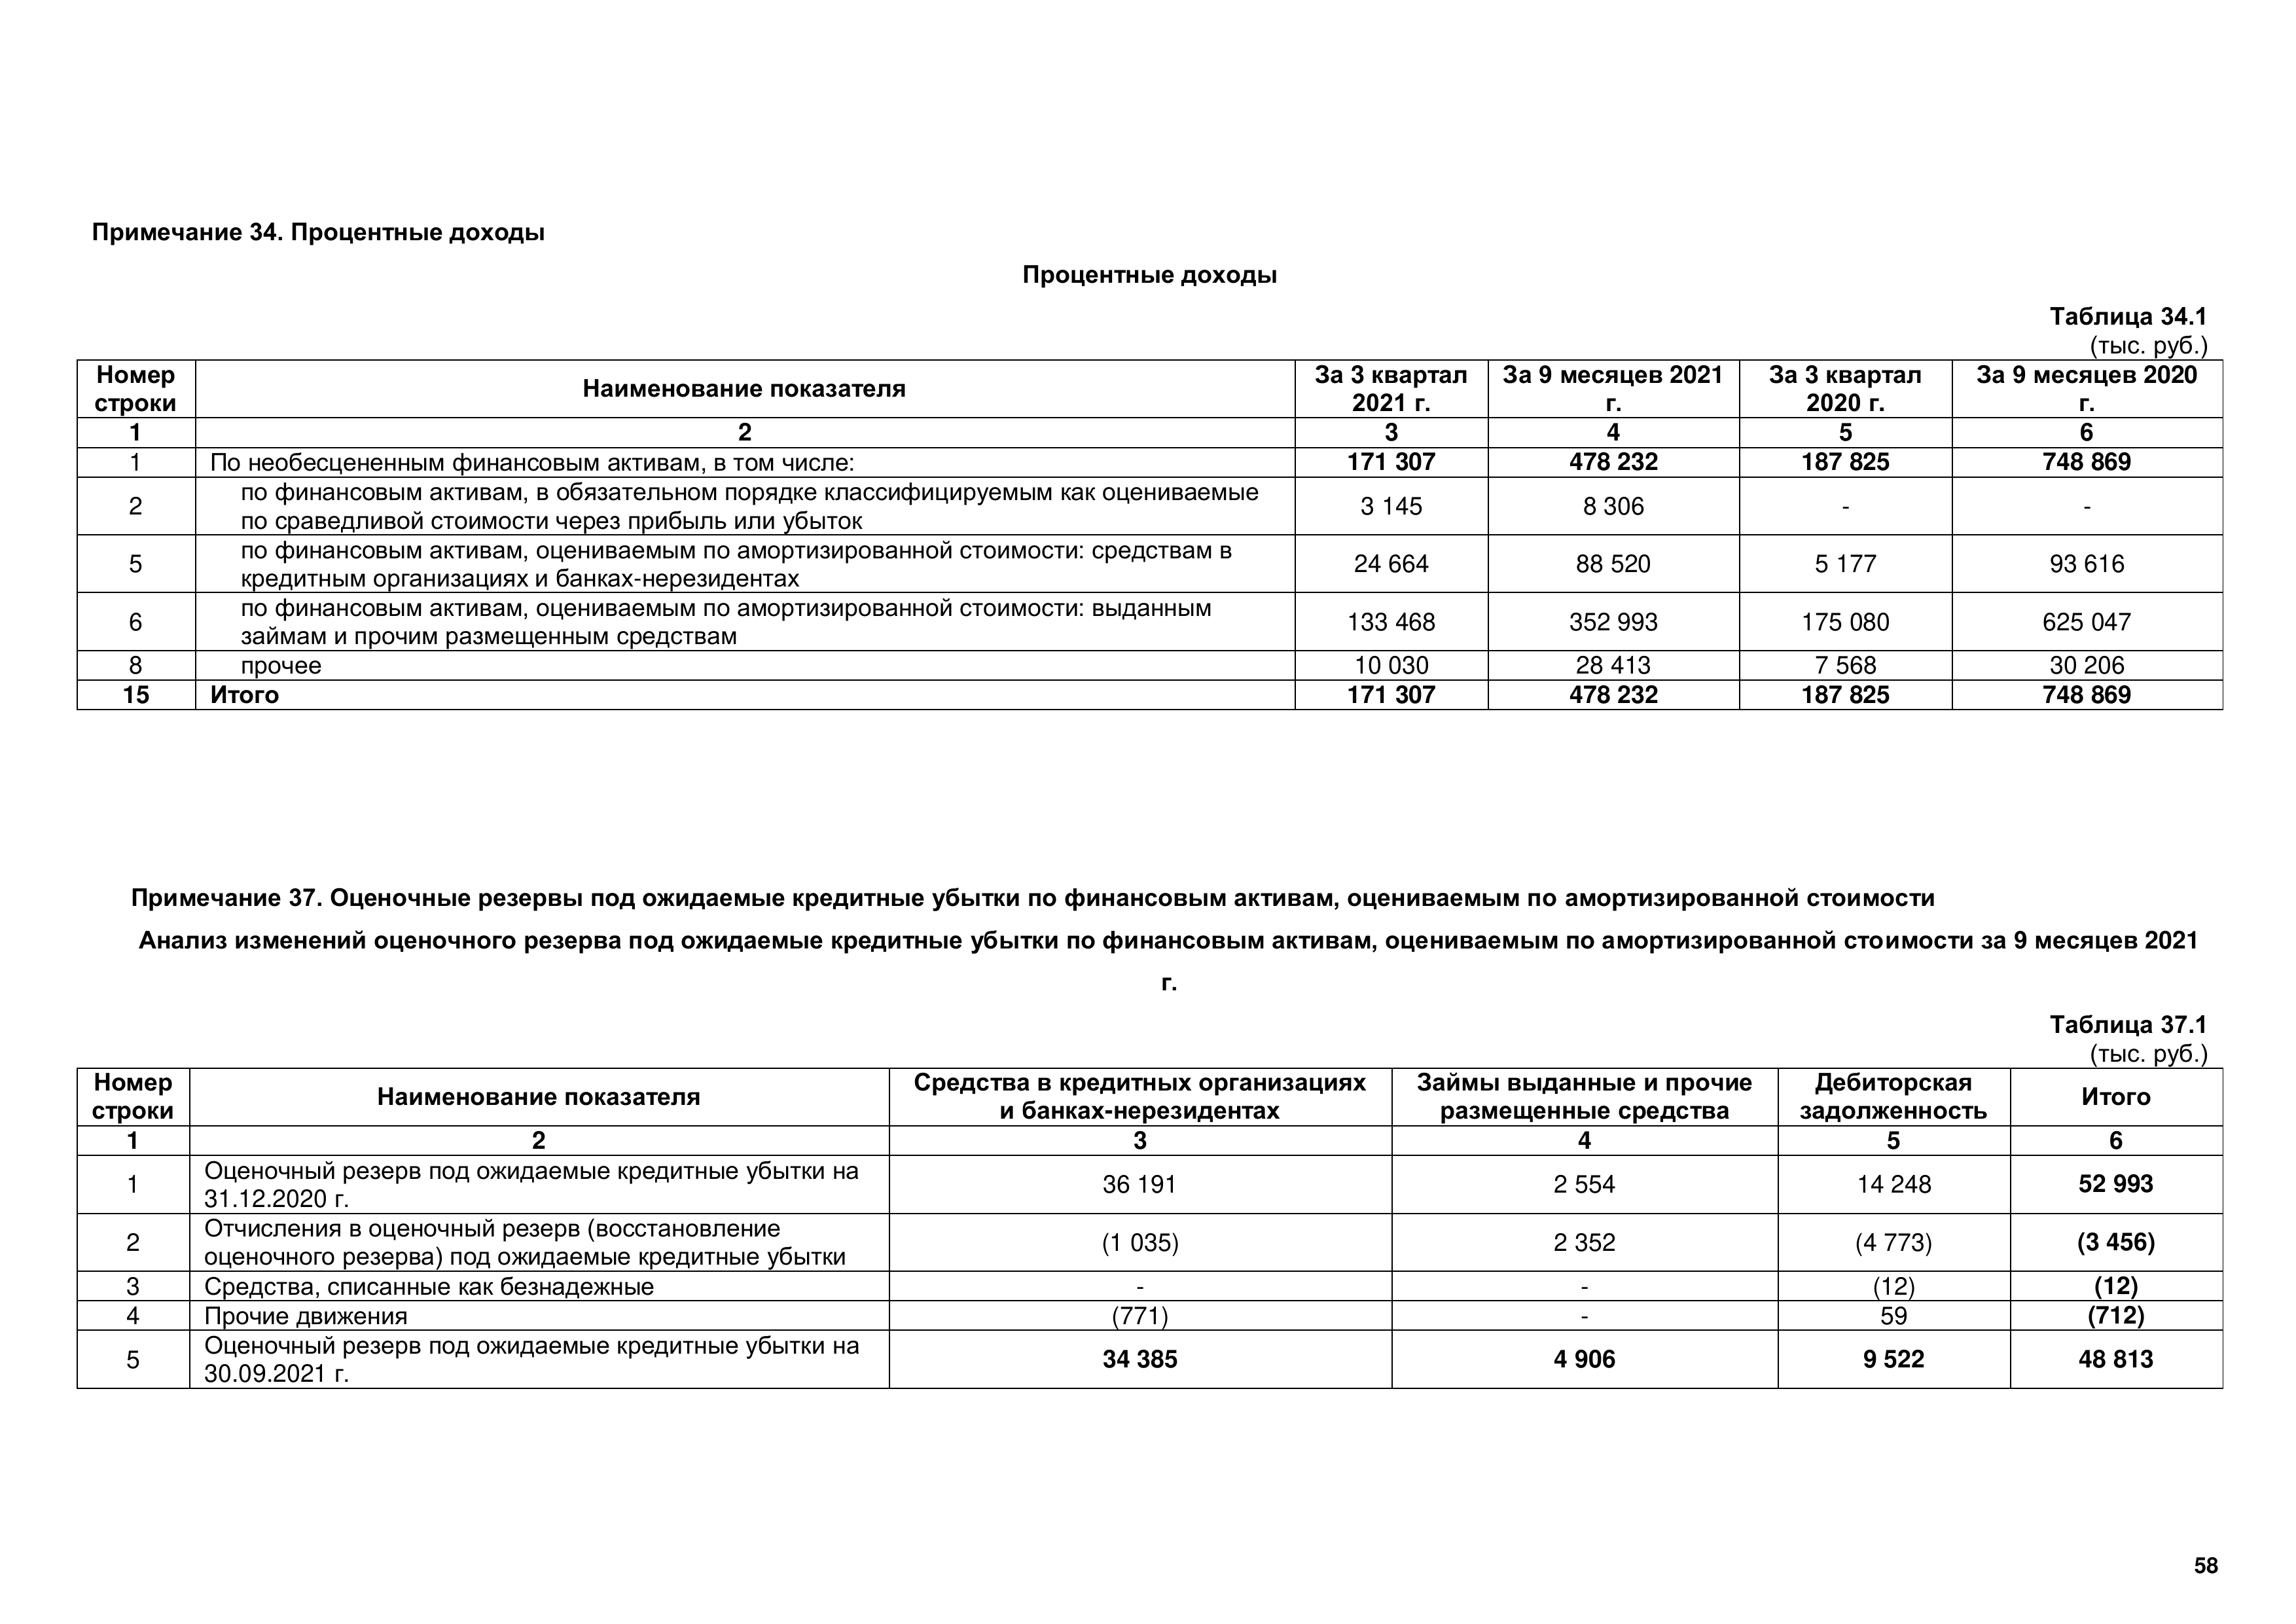 Примечание 34. Процентные доходы
Процентные доходы
Таблица 34.1
(тыс. руб.)
Номер строки Наименование показателя За 3 квартал 2021 г. За 9 месяцев 2021 г. За 3 квартал 2020 г. За 9 месяцев 2020 г.
1 2 3 4 5 6
1 По необесцененным финансовым активам, в том числе: 171 307 478 232 187 825 748 869
2 по финансовым активам, в обязательном порядке классифицируемым как оцениваемые по сраведливой стоимости через прибыль или убыток 3 145 8 306 - -
5 по финансовым активам, оцениваемым по амортизированной стоимости: средствам в кредитным организациях и банках-нерезидентах 24 664 88 520 5 177 93 616
6 по финансовым активам, оцениваемым по амортизированной стоимости: выданным займам и прочим размещенным средствам 133 468 352 993 175 080 625 047
8 прочее 10 030 28 413 7 568 30 206
15 Итого 171 307 478 232 187 825 748 869
Примечание 37. Оценочные резервы под ожидаемые кредитные убытки по финансовым активам, оцениваемым по амортизированной стоимости
Анализ изменений оценочного резерва под ожидаемые кредитные убытки по финансовым активам, оцениваемым по амортизированной стоимости за 9 месяцев 2021
г.
Таблица 37.1
(тыс. руб.)
Номер строки Наименование показателя Средства в кредитных организациях и банках-нерезидентах Займы выданные и прочие размещенные средства Дебиторская задолженность Итого
1 2 3 4 5 6
1 Оценочный резерв под ожидаемые кредитные убытки на 31.12.2020 г. 36 191 2 554 14 248 52 993
2 Отчисления в оценочный резерв (восстановление оценочного резерва) под ожидаемые кредитные убытки (1 035) 2 352 (4 773) (3 456)
3 Средства, списанные как безнадежные - - (12) (12)
4 Прочие движения (771) - 59 (712)
5 Оценочный резерв под ожидаемые кредитные убытки на 30.09.2021 г. 34 385 4 906 9 522 48 813
58